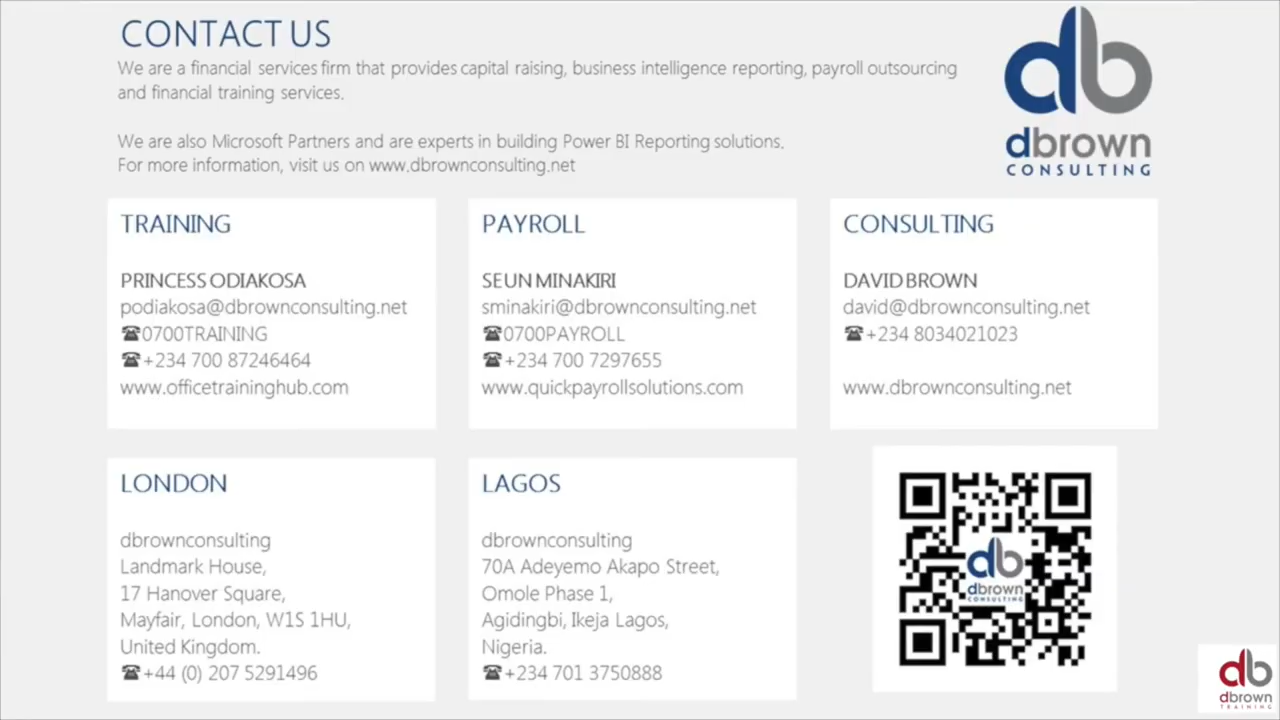 CONTACT US
We are a financial services firm that provides capital raising, business intelligence reporting, payroll outsourcing
and financial training services.
We are also Microsoft Partners and are experts in building Power BI Reporting solutions.
For more information, visit us on www.dbrownconsulting.net
db
dbrown
CONSULTING
TRAINING
PRINCESS ODIAKOSA
podiakosa@dbrownconsulting.net
☎0700TRAINING
☎+234 700 87246464
www.officetraininghub.com
PAYROLL
SEUN MINAKIRI
sminakiri@dbrownconsulting.net
☎0700PAYROLL
☎+234 700 7297655
www.quickpayrollsolutions.com
CONSULTING
DAVID BROWN
david@dbrownconsulting.net
☎+234 8034021023
www.dbrownconsulting.net
LONDON
dbrownconsulting
Landmark House,
17 Hanover Square,
Mayfair, London, W1S 1HU,
United Kingdom.
☎+44 (0) 207 5291496
LAGOS
dbrownconsulting
70A Adeyemo Akapo Street,
Omole Phase 1,
Agidingbi, Ikeja Lagos,
Nigeria.
☎+234 701 3750888
db
dbrown
CONSULTING
db
dbrown
TRAINING